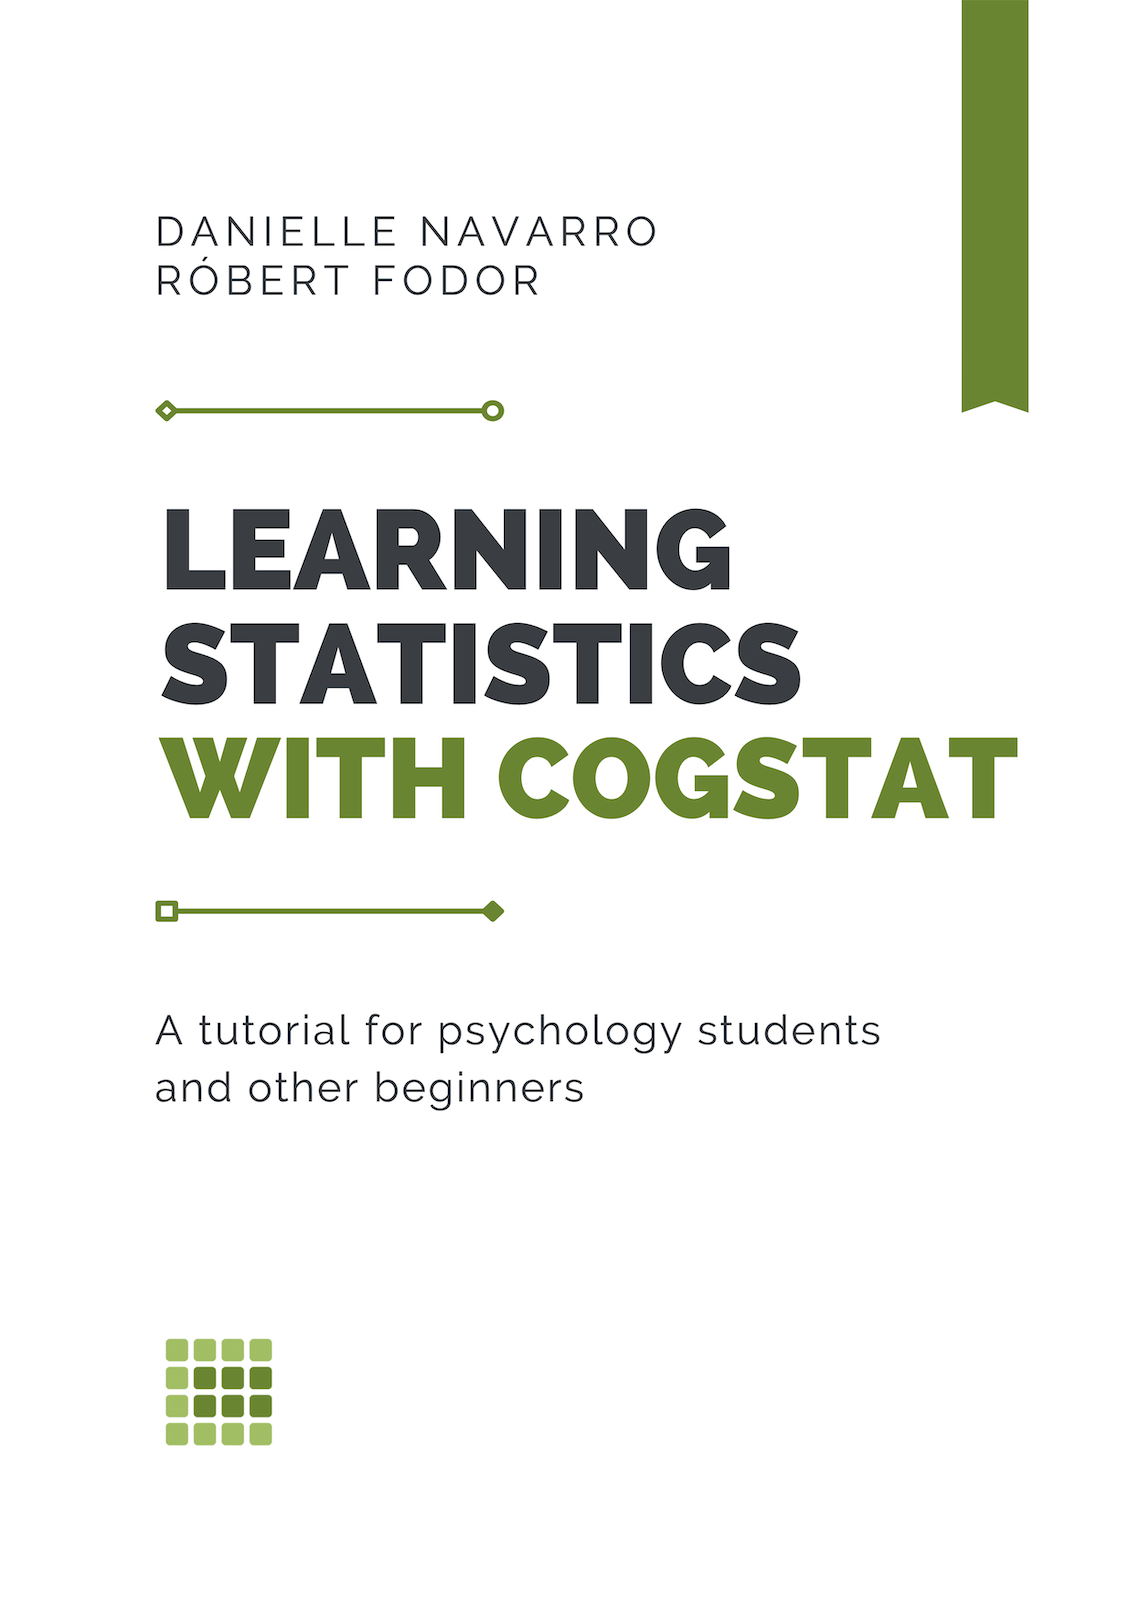 DANIELLE NAVARRO
RÓBERT FODOR
LEARNING
STATISTICS
WITH COGSTAT
A tutorial for psychology students
and other beginners